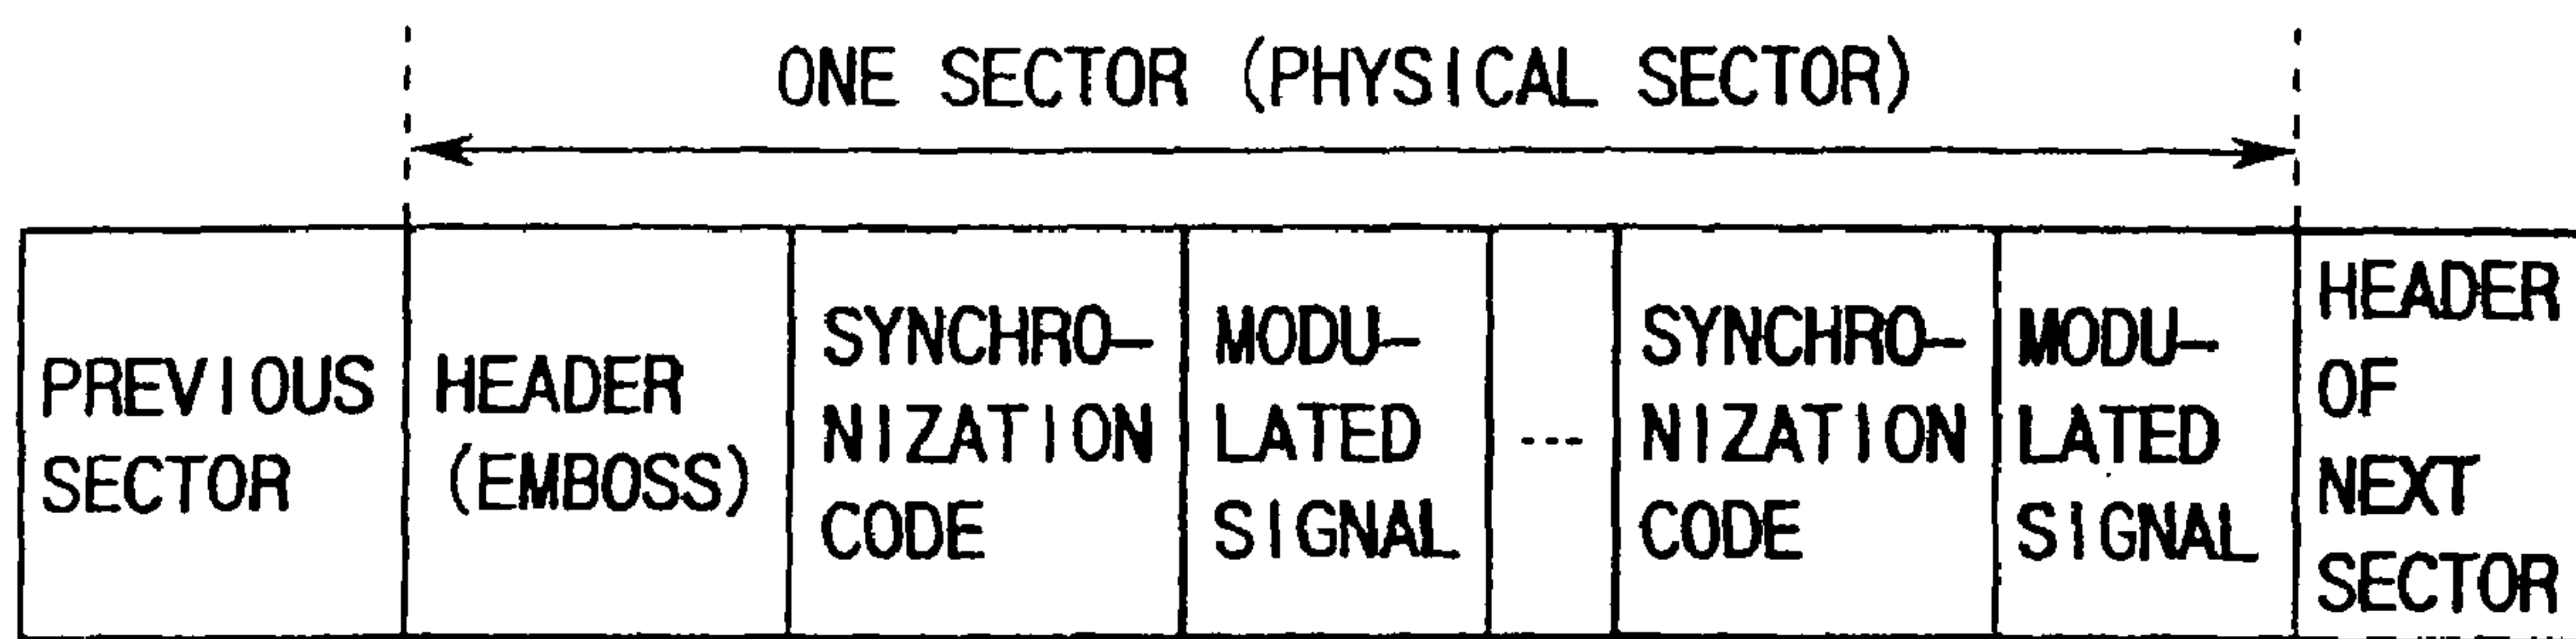 ONE SECTOR (PHYSICAL SECTOR)
PREVIOUS
SECTOR
HEADER
(EMBOSS)
SYNCHRO-
NIZATION
CODE
MODU-
LATED
SIGNAL
---
SYNCHRO-
NIZATION
CODE
MODU-
LATED
SIGNAL
HEADER
OF
NEXT
SECTOR